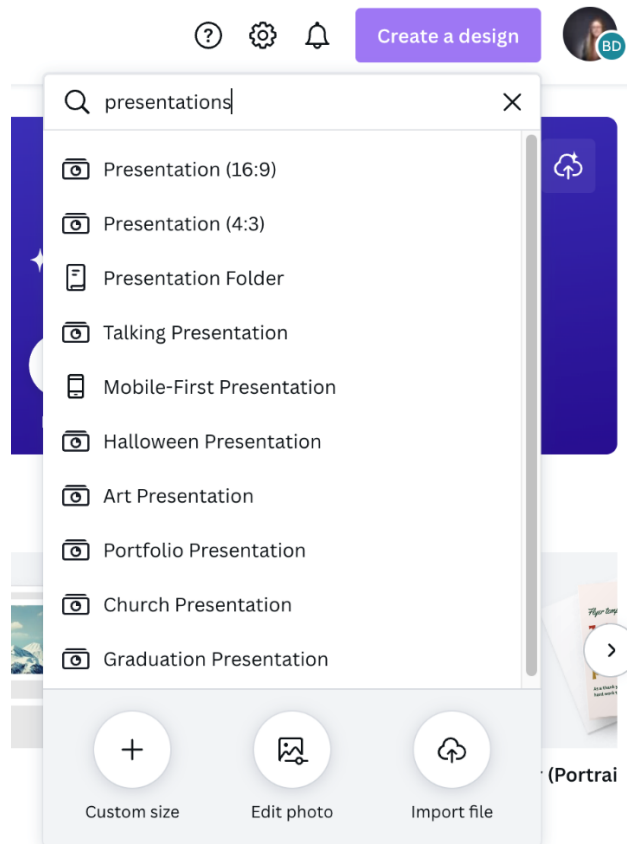 Create a design
BD
presentations
Presentation (16:9)
Presentation (4:3)
Presentation Folder
Talking Presentation
Mobile-First Presentation
Halloween Presentation
Art Presentation
Portfolio Presentation
Church Presentation
Graduation Presentation
Custom size
Edit photo
Import file
Flyer
(Portrai